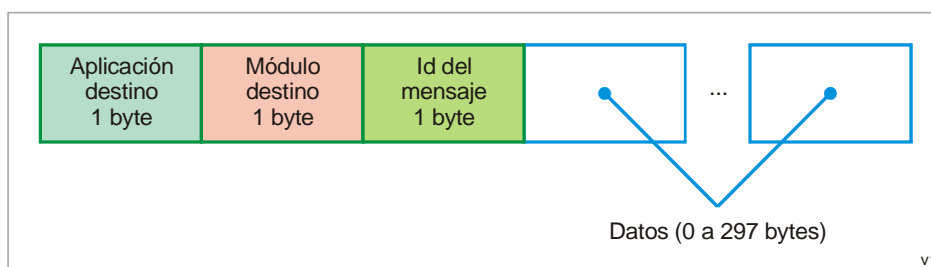 Aplicación
destino
1 byte
Módulo
destino
1 byte
Id del
mensaje
1 byte
...
Datos (0 a 297 bytes)